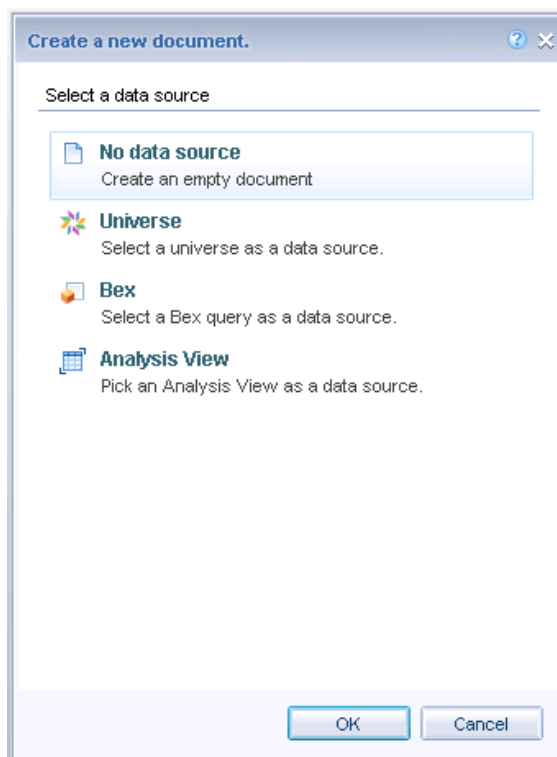 Create a new document.
Select a data source
No data source
Create an empty document
Universe
Select a universe as a data source.
Bex
Select a Bex query as a data source.
Analysis View
Pick an Analysis View as a data source.
OK
Cancel